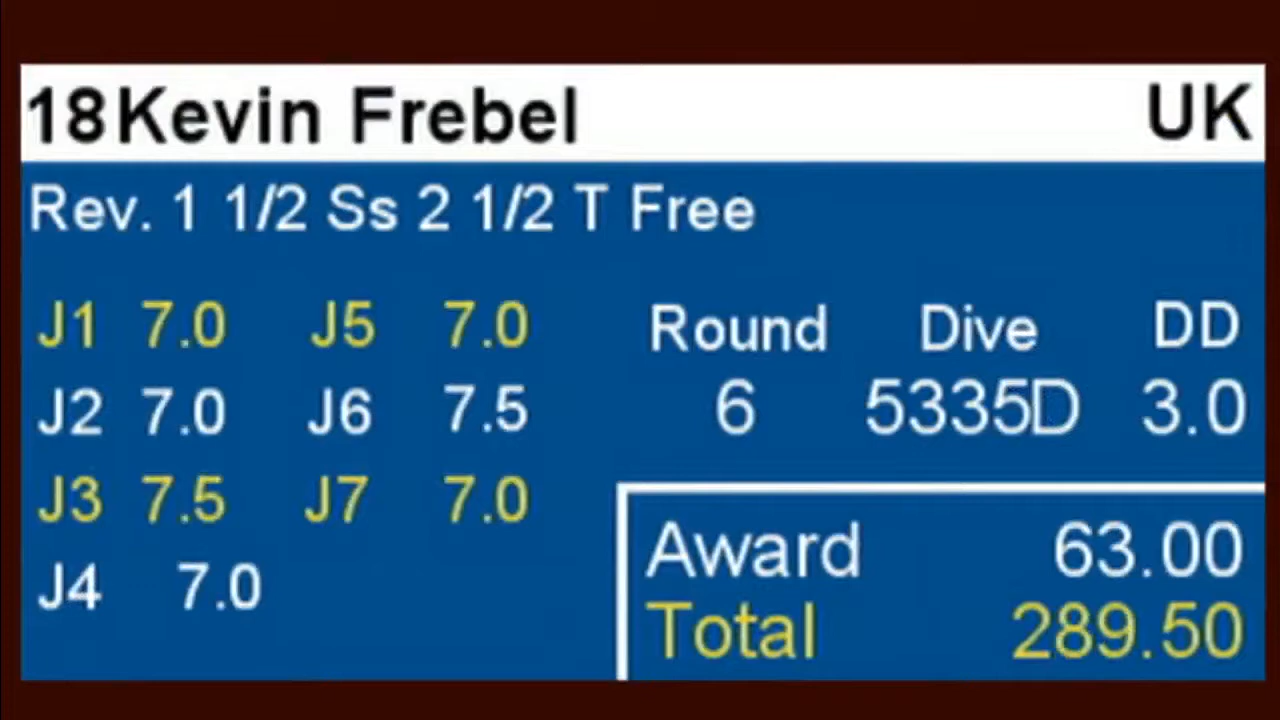 18 Kevin Frebel UK
Rev. 1 1/2 Ss 2 1/2 T Free
J1 7.0 J5 7.0 Round Dive DD
J2 7.0 J6 7.5 6 5335D 3.0
J3 7.5 J7 7.0
J4 7.0
Award 63.00
Total 289.50